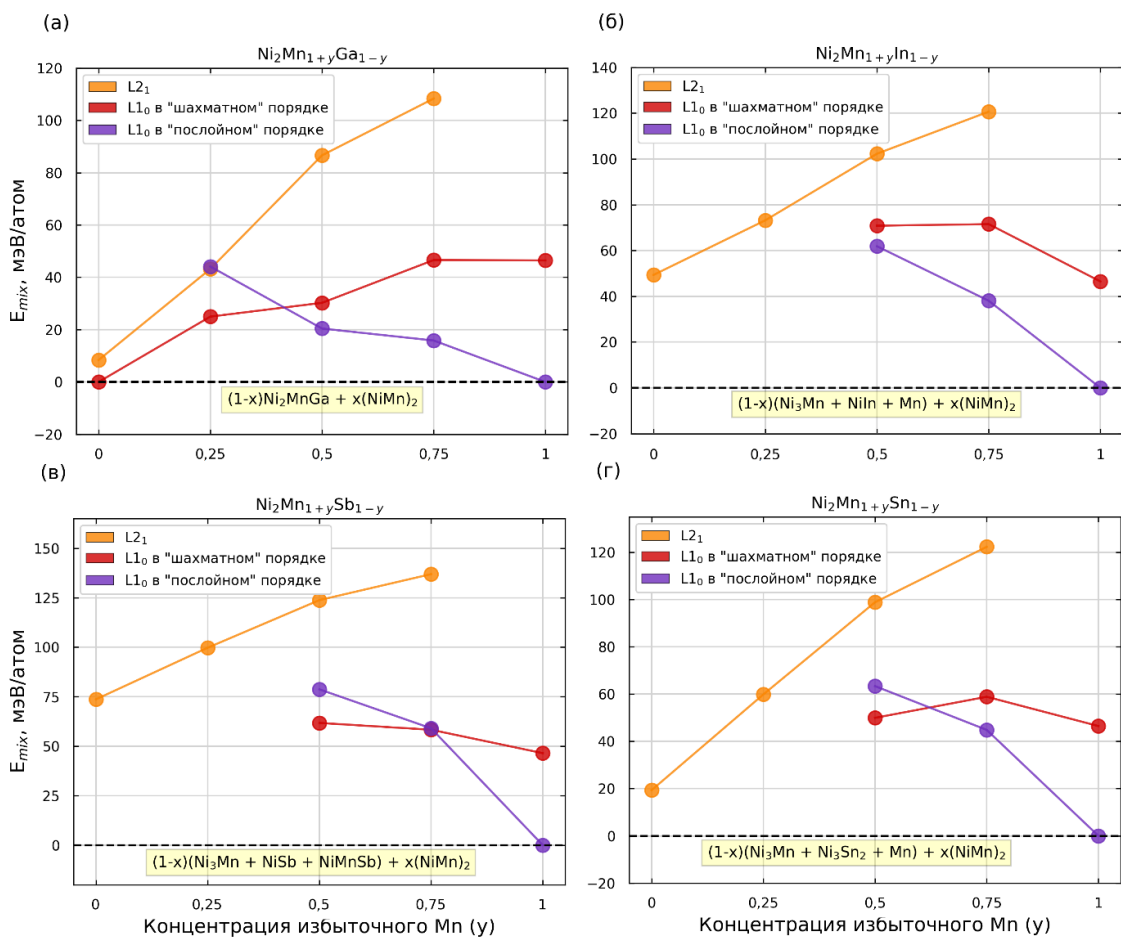 (а)
Ni₂Mn₁₊yGa₁₋y
L2₁
L1₀ в "шахматном" порядке
L1₀ в "послойном" порядке
E_mix, мэВ/атом
120
100
80
60
40
20
0
−20
(1-x)Ni₂MnGa + x(NiMn)₂
0
0,25
0,5
0,75
1
(б)
Ni₂Mn₁₊yIn₁₋y
L2₁
L1₀ в "шахматном" порядке
L1₀ в "послойном" порядке
140
120
100
80
60
40
20
0
−20
(1-x)(Ni₃Mn + NiIn + Mn) + x(NiMn)₂
0
0,25
0,5
0,75
1
(в)
Ni₂Mn₁₊ySb₁₋y
L2₁
L1₀ в "шахматном" порядке
L1₀ в "послойном" порядке
E_mix, мэВ/атом
150
125
100
75
50
25
0
(1-x)(Ni₃Mn + NiSb + NiMnSb) + x(NiMn)₂
0
0,25
0,5
0,75
1
Концентрация избыточного Mn (y)
(г)
Ni₂Mn₁₊ySn₁₋y
L2₁
L1₀ в "шахматном" порядке
L1₀ в "послойном" порядке
120
100
80
60
40
20
0
−20
(1-x)(Ni₃Mn + Ni₃Sn₂ + Mn) + x(NiMn)₂
0
0,25
0,5
0,75
1
Концентрация избыточного Mn (y)